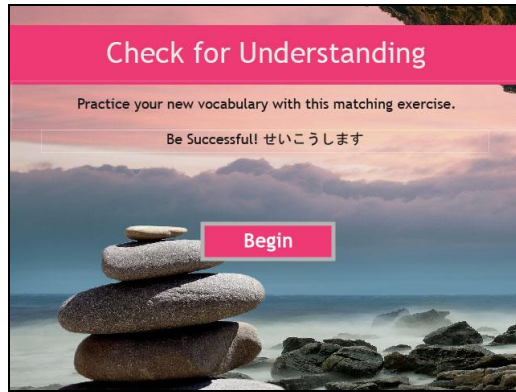 Check for Understanding
Practice your new vocabulary with this matching exercise.
Be Successful! せいこうします
Begin